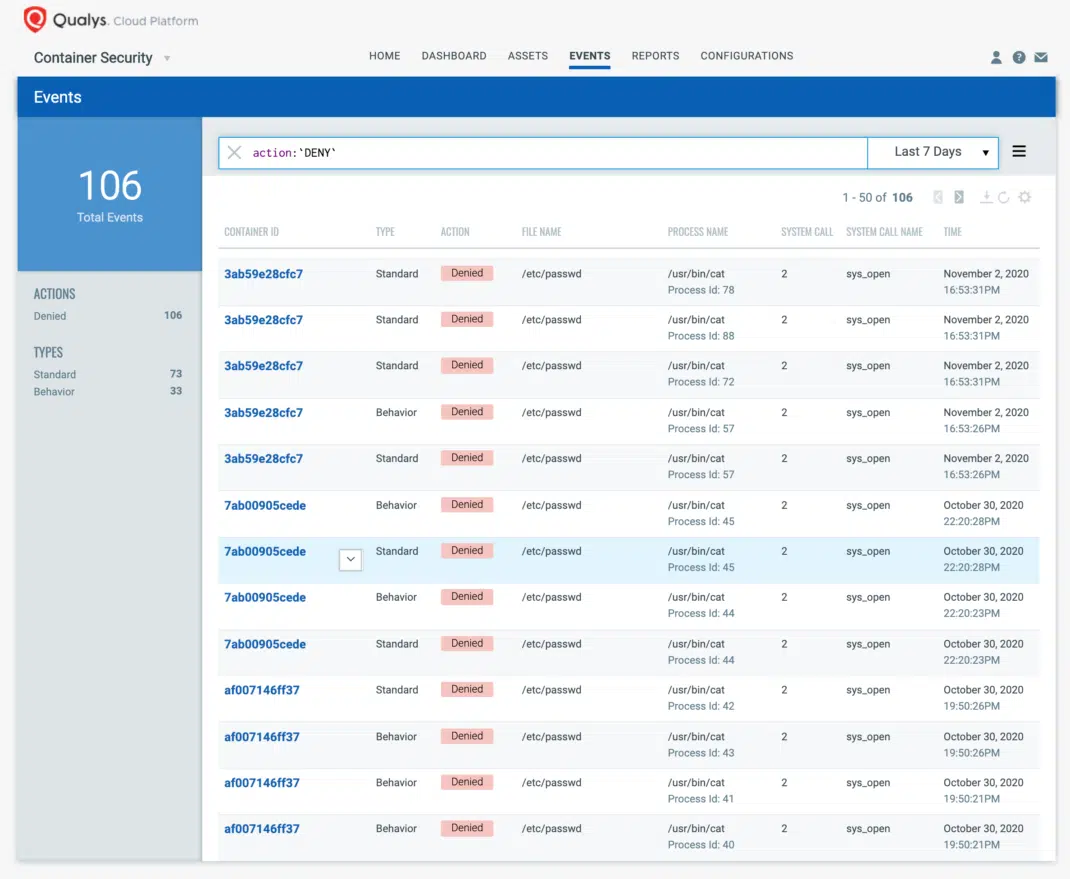 Qualys. Cloud Platform
Container Security
HOME DASHBOARD ASSETS EVENTS REPORTS CONFIGURATIONS
Events
106
Total Events
ACTIONS
Denied 106
TYPES
Standard 73
Behavior 33
action:`DENY`
Last 7 Days
1 - 50 of 106
CONTAINER ID TYPE ACTION FILE NAME PROCESS NAME SYSTEM CALL SYSTEM CALL NAME TIME
3ab59e28cfc7 Standard Denied /etc/passwd /usr/bin/cat 2 sys_open November 2, 2020
Process Id: 78 16:53:31PM
3ab59e28cfc7 Standard Denied /etc/passwd /usr/bin/cat 2 sys_open November 2, 2020
Process Id: 88 16:53:31PM
3ab59e28cfc7 Standard Denied /etc/passwd /usr/bin/cat 2 sys_open November 2, 2020
Process Id: 72 16:53:31PM
3ab59e28cfc7 Behavior Denied /etc/passwd /usr/bin/cat 2 sys_open November 2, 2020
Process Id: 57 16:53:26PM
3ab59e28cfc7 Standard Denied /etc/passwd /usr/bin/cat 2 sys_open November 2, 2020
Process Id: 57 16:53:26PM
7ab00905cede Behavior Denied /etc/passwd /usr/bin/cat 2 sys_open October 30, 2020
Process Id: 45 22:20:28PM
7ab00905cede Standard Denied /etc/passwd /usr/bin/cat 2 sys_open October 30, 2020
Process Id: 45 22:20:28PM
7ab00905cede Behavior Denied /etc/passwd /usr/bin/cat 2 sys_open October 30, 2020
Process Id: 44 22:20:23PM
7ab00905cede Standard Denied /etc/passwd /usr/bin/cat 2 sys_open October 30, 2020
Process Id: 44 22:20:23PM
af007146ff37 Standard Denied /etc/passwd /usr/bin/cat 2 sys_open October 30, 2020
Process Id: 42 19:50:26PM
af007146ff37 Behavior Denied /etc/passwd /usr/bin/cat 2 sys_open October 30, 2020
Process Id: 43 19:50:26PM
af007146ff37 Behavior Denied /etc/passwd /usr/bin/cat 2 sys_open October 30, 2020
Process Id: 41 19:50:21PM
af007146ff37 Behavior Denied /etc/passwd /usr/bin/cat 2 sys_open October 30, 2020
Process Id: 40 19:50:21PM